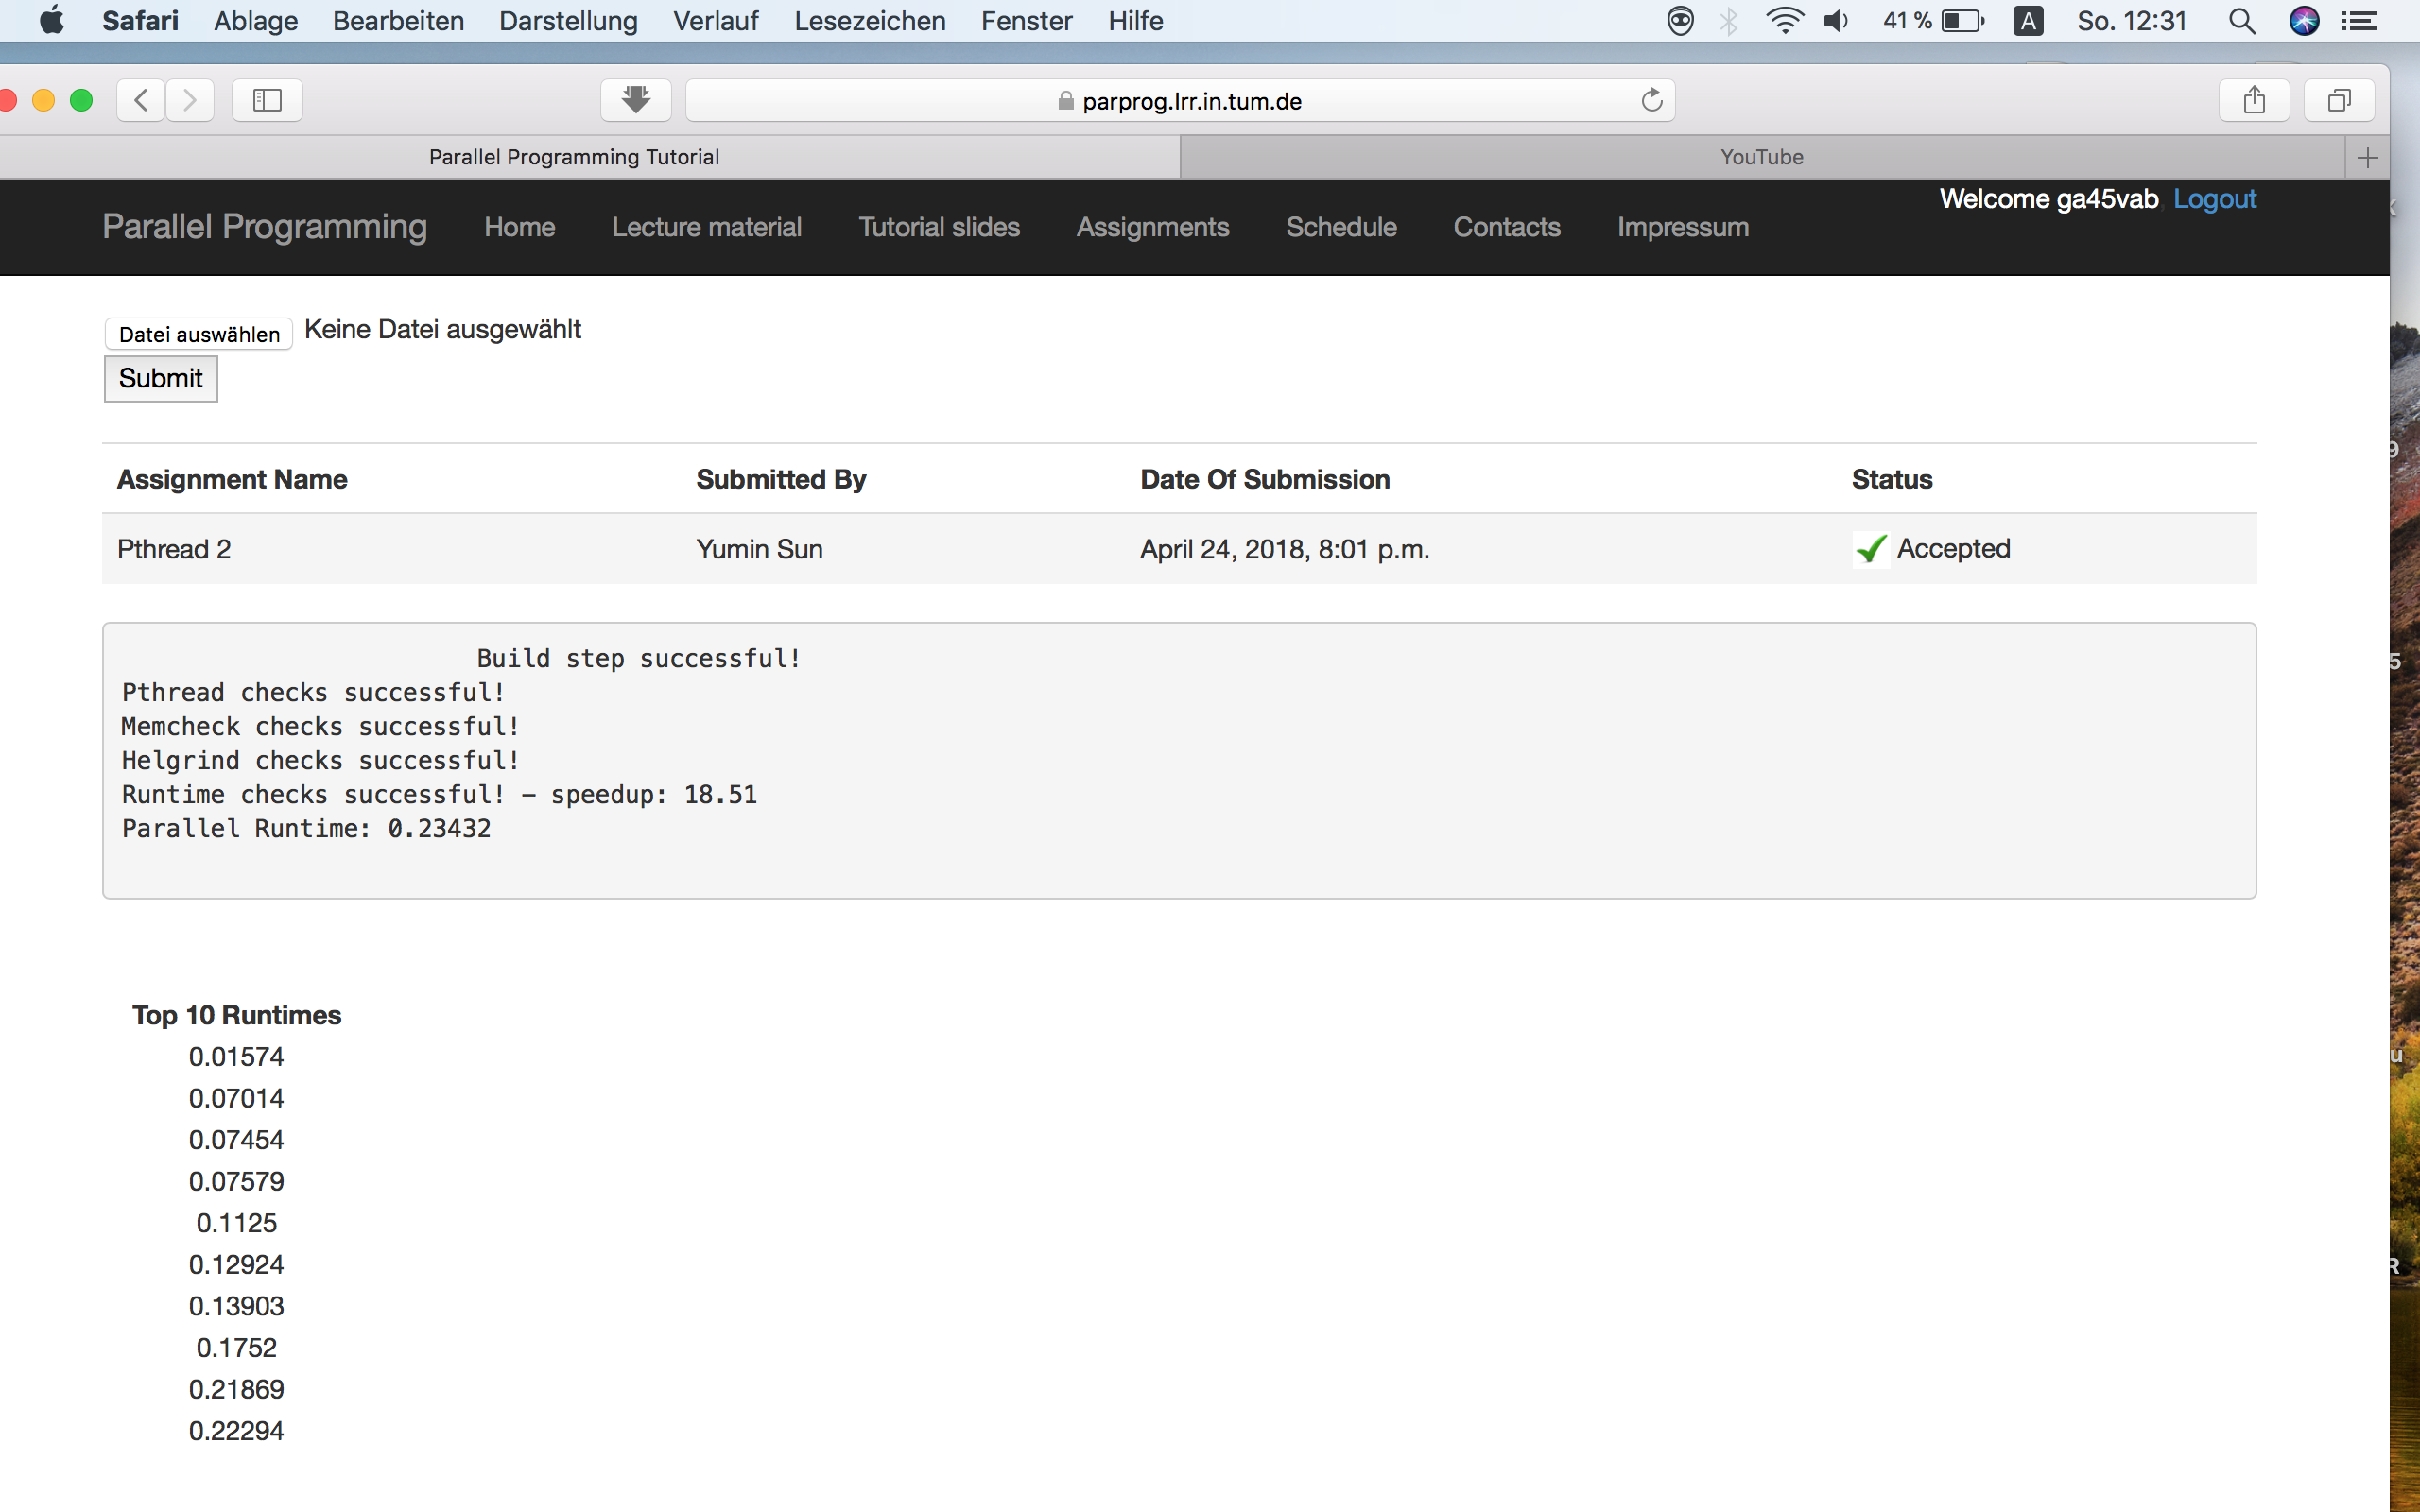 Safari Ablage Bearbeiten Darstellung Verlauf Lesezeichen Fenster Hilfe 41 % A So. 12:31
parprog.lrr.in.tum.de
Parallel Programming Tutorial YouTube
Welcome ga45vab, Logout
Parallel Programming Home Lecture material Tutorial slides Assignments Schedule Contacts Impressum
Datei auswählen Keine Datei ausgewählt
Submit
Assignment Name Submitted By Date Of Submission Status
Pthread 2 Yumin Sun April 24, 2018, 8:01 p.m. Accepted
Build step successful!
Pthread checks successful!
Memcheck checks successful!
Helgrind checks successful!
Runtime checks successful! – speedup: 18.51
Parallel Runtime: 0.23432
Top 10 Runtimes
0.01574
0.07014
0.07454
0.07579
0.1125
0.12924
0.13903
0.1752
0.21869
0.22294